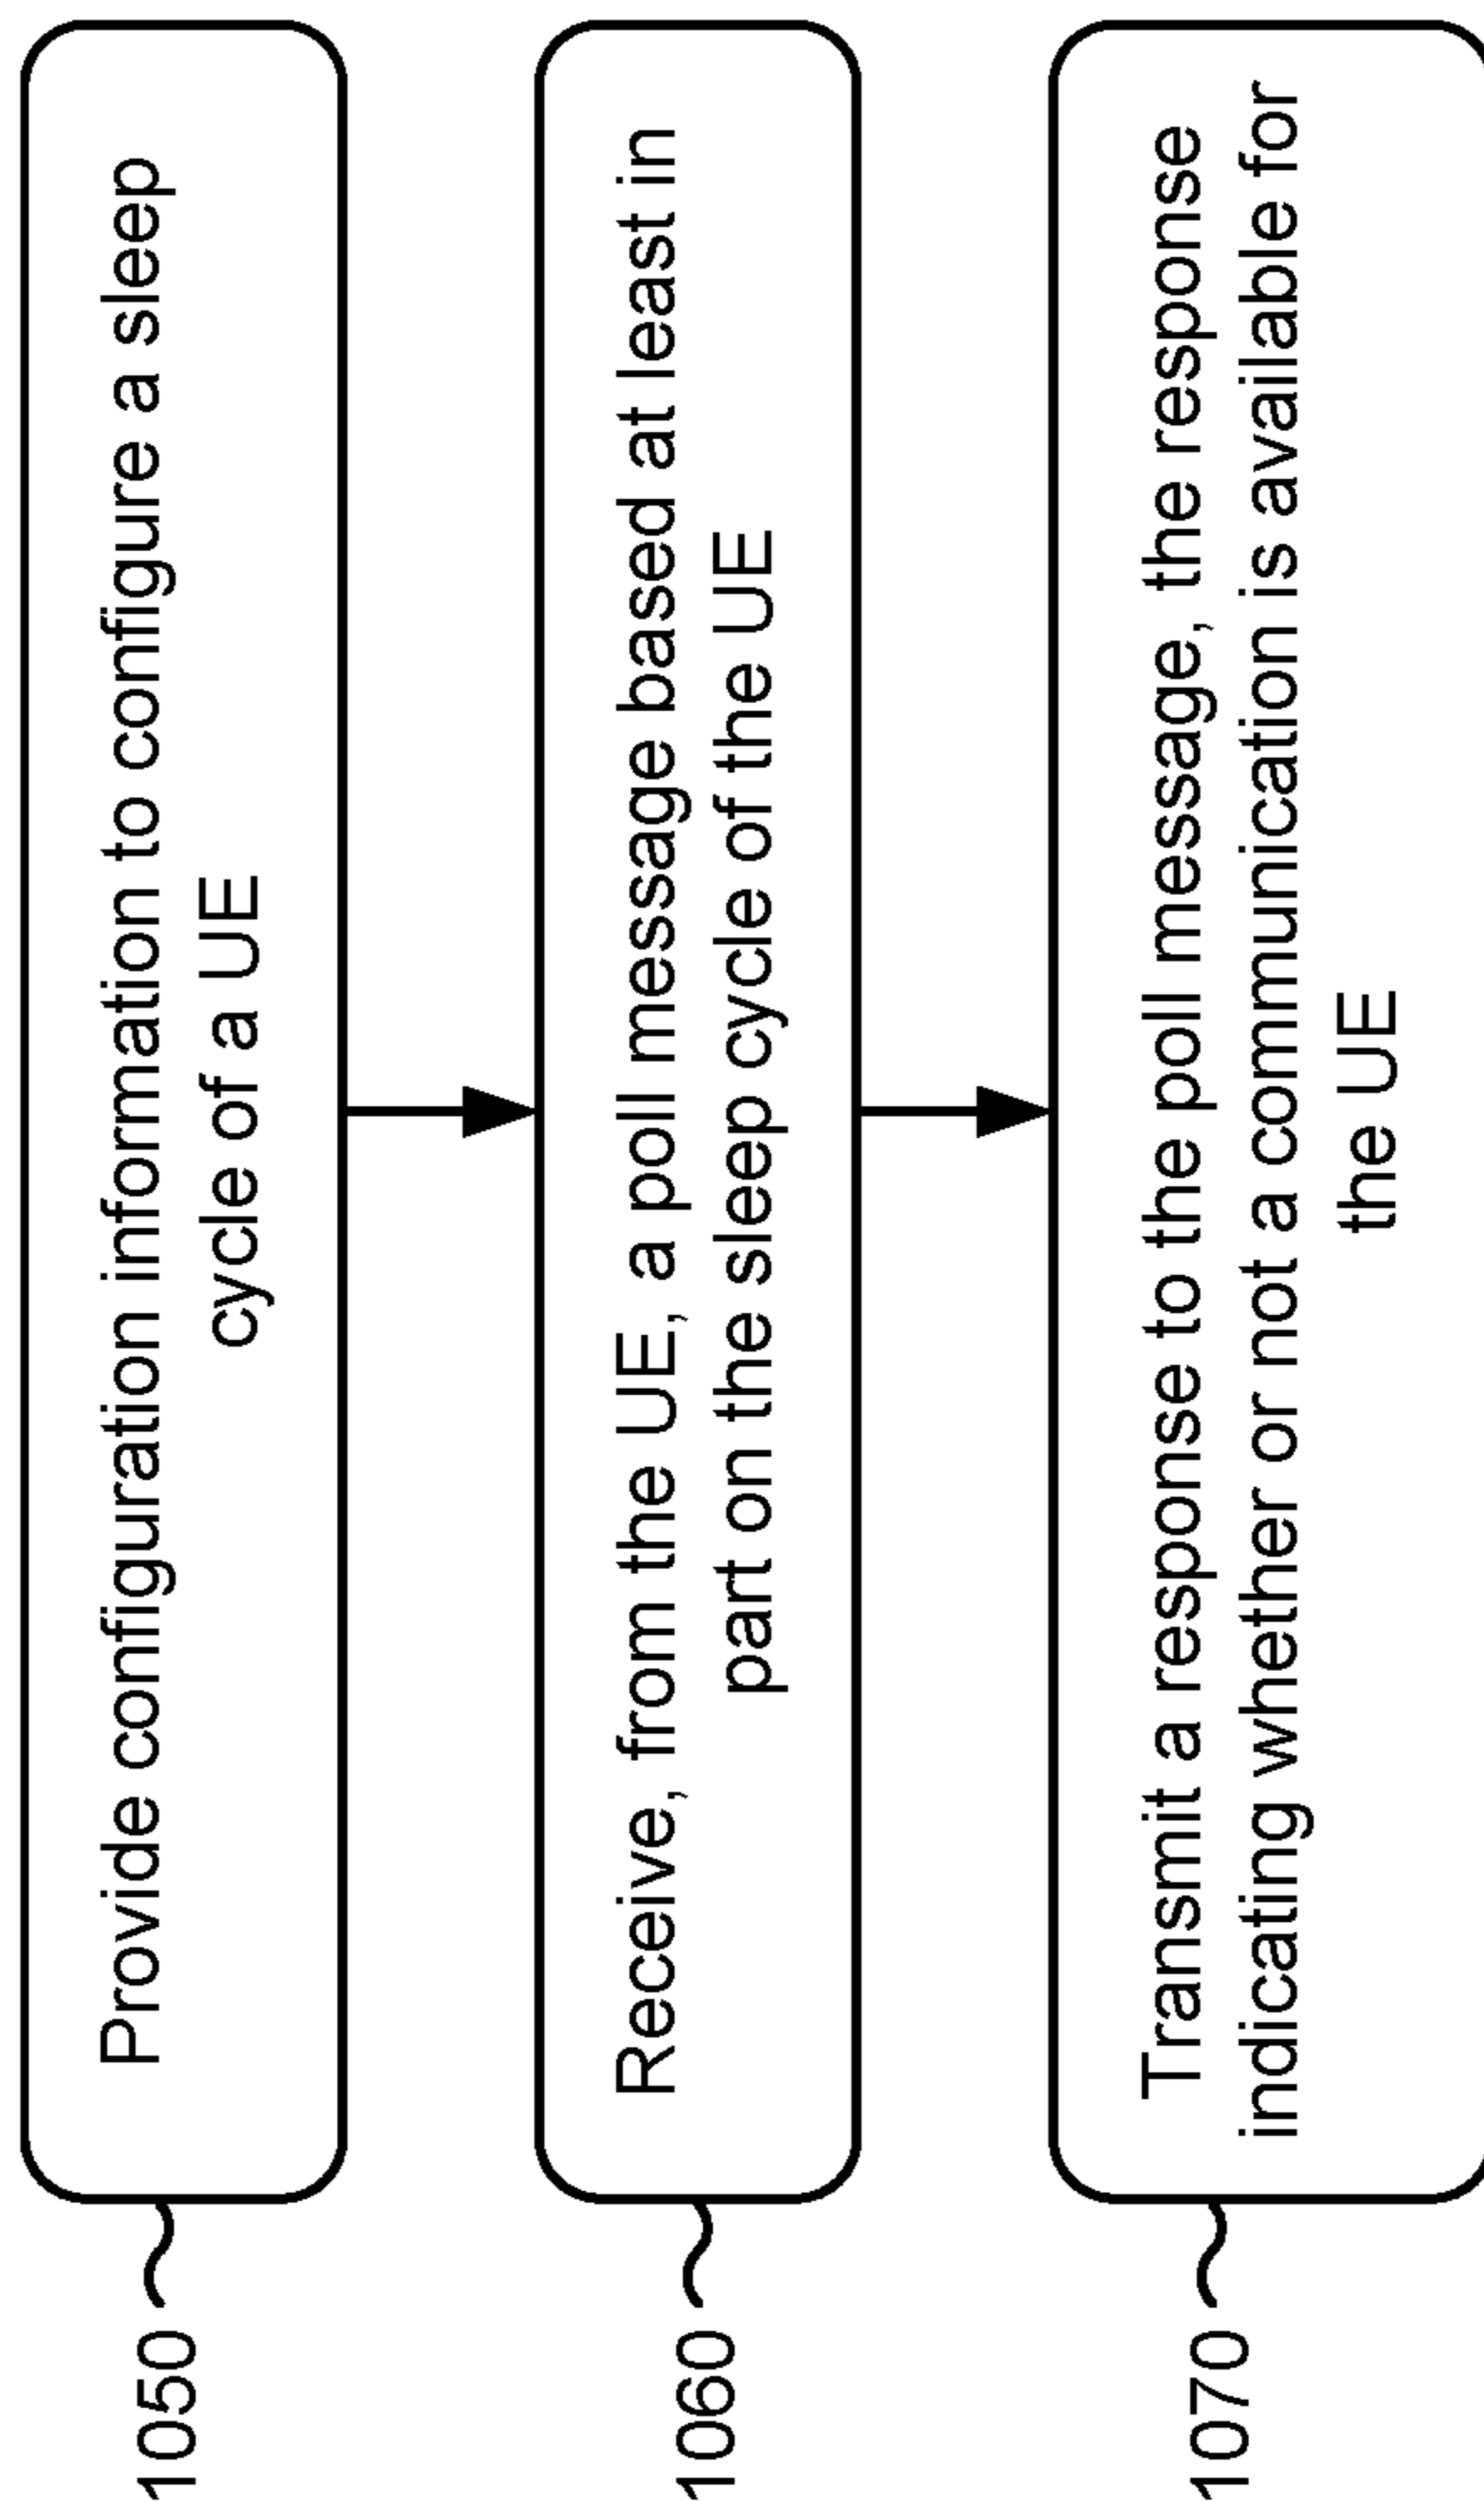 1050
Provide configuration information to configure a sleep
cycle of a UE
1060
Receive, from the UE, a poll message based at least in
part on the sleep cycle of the UE
1070
Transmit a response to the poll message, the response
indicating whether or not a communication is available for
the UE